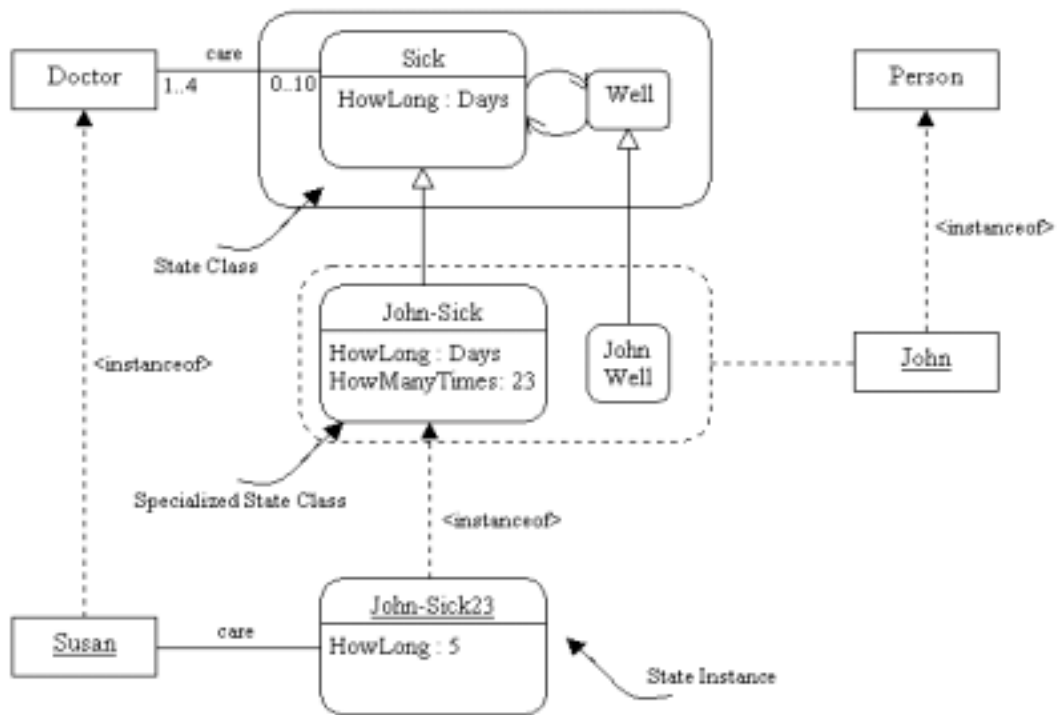 care
Doctor
1..4
0..10
Sick
HowLong : Days
Well
Person
State Class
<instanceof>
John-Sick
HowLong : Days
HowManyTimes: 23
John
Well
John
<instanceof>
Specialized State Class
<instanceof>
Susan
care
John-Sick23
HowLong : 5
State Instance